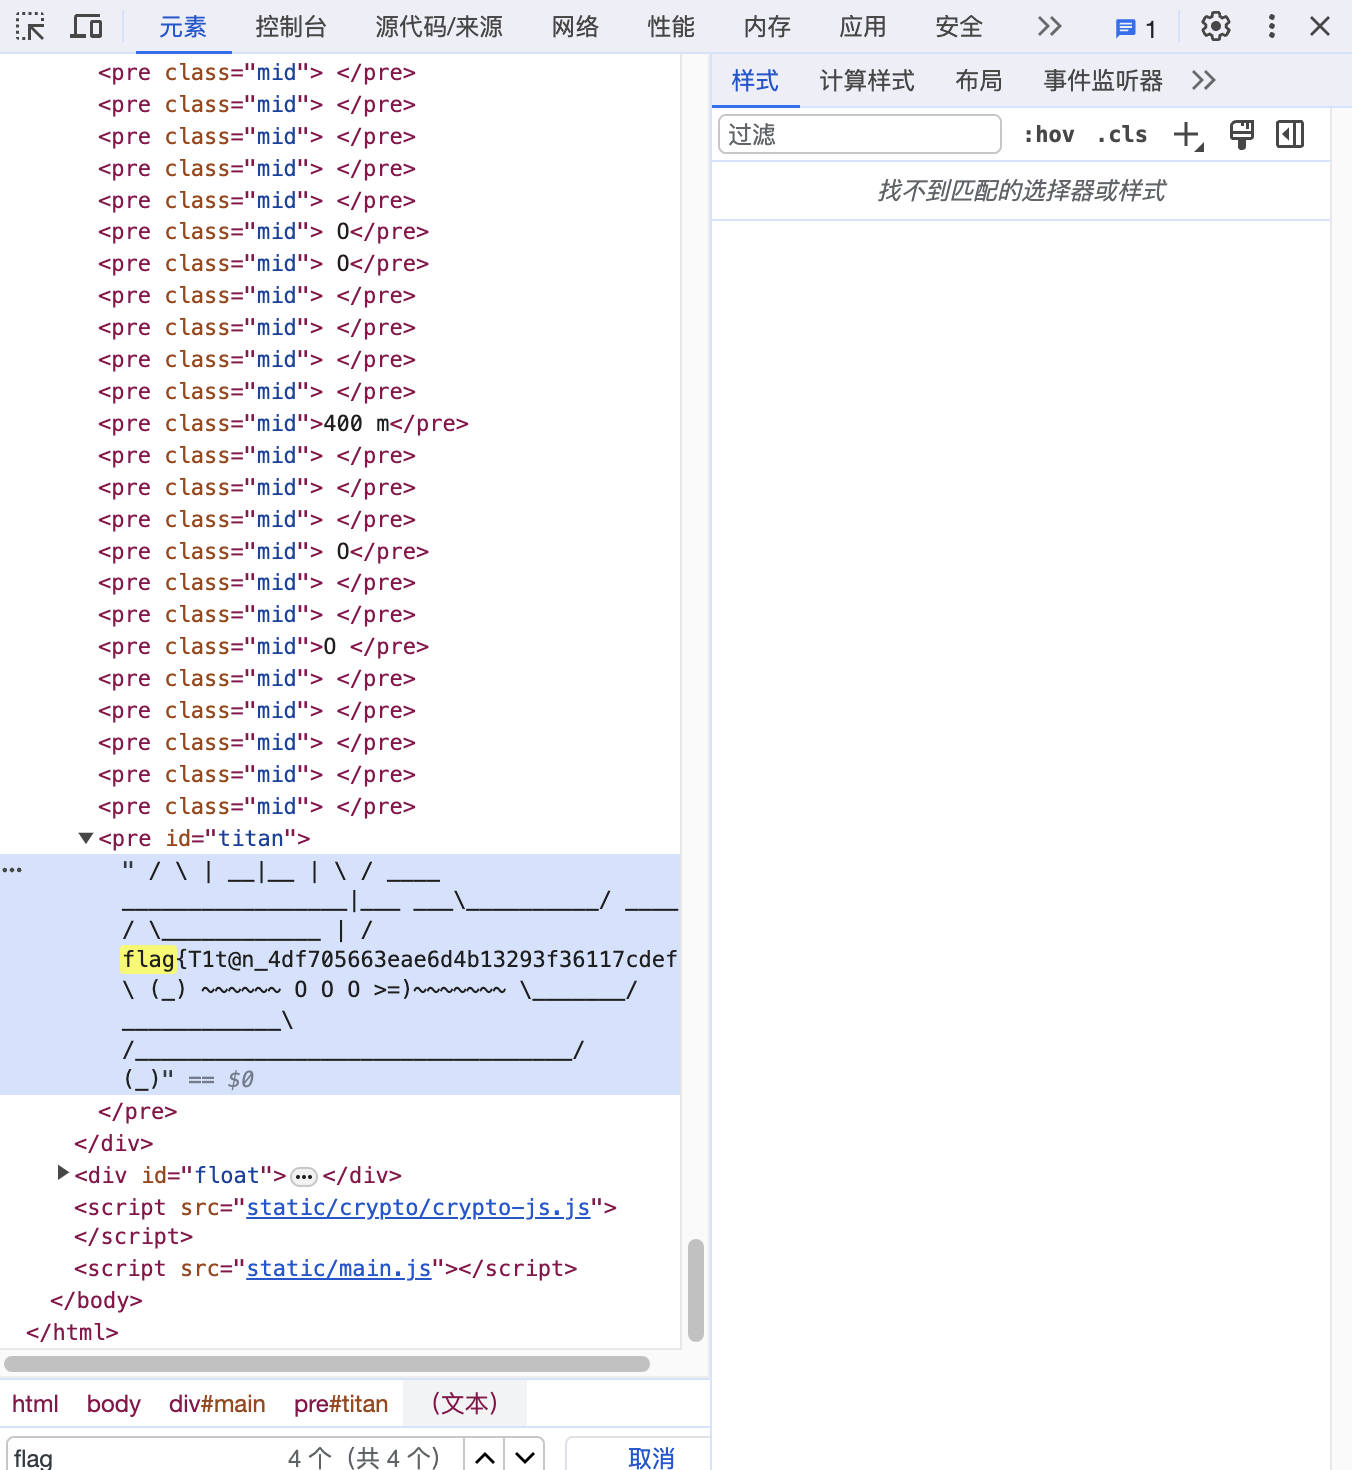 元素 控制台 源代码/来源 网络 性能 内存 应用 安全 1
<pre class="mid"> </pre>
<pre class="mid"> </pre>
<pre class="mid"> </pre>
<pre class="mid"> </pre>
<pre class="mid"> </pre>
<pre class="mid"> O</pre>
<pre class="mid"> O</pre>
<pre class="mid"> </pre>
<pre class="mid"> </pre>
<pre class="mid"> </pre>
<pre class="mid"> </pre>
<pre class="mid">400 m</pre>
<pre class="mid"> </pre>
<pre class="mid"> </pre>
<pre class="mid"> </pre>
<pre class="mid"> O</pre>
<pre class="mid"> </pre>
<pre class="mid"> </pre>
<pre class="mid">O </pre>
<pre class="mid"> </pre>
<pre class="mid"> </pre>
<pre class="mid"> </pre>
<pre class="mid"> </pre>
<pre class="mid"> </pre>
<pre id="titan">
" / \ | __|__ | \ / ____
_________________|___ ___\__________/ ____
/ \____________ | /
flag{T1t@n_4df705663eae6d4b13293f36117cdef
\ (_) ~~~~~~ O O O >=)~~~~~~~ \_______/
____________\
/_________________________________/
(_)" == $0
</pre>
</div>
<div id="float">…</div>
<script src="static/crypto/crypto-js.js">
</script>
<script src="static/main.js"></script>
</body>
</html>
html body div#main pre#titan (文本)
flag 4 个（共 4 个） 取消
样式 计算样式 布局 事件监听器
过滤 :hov .cls
找不到匹配的选择器或样式